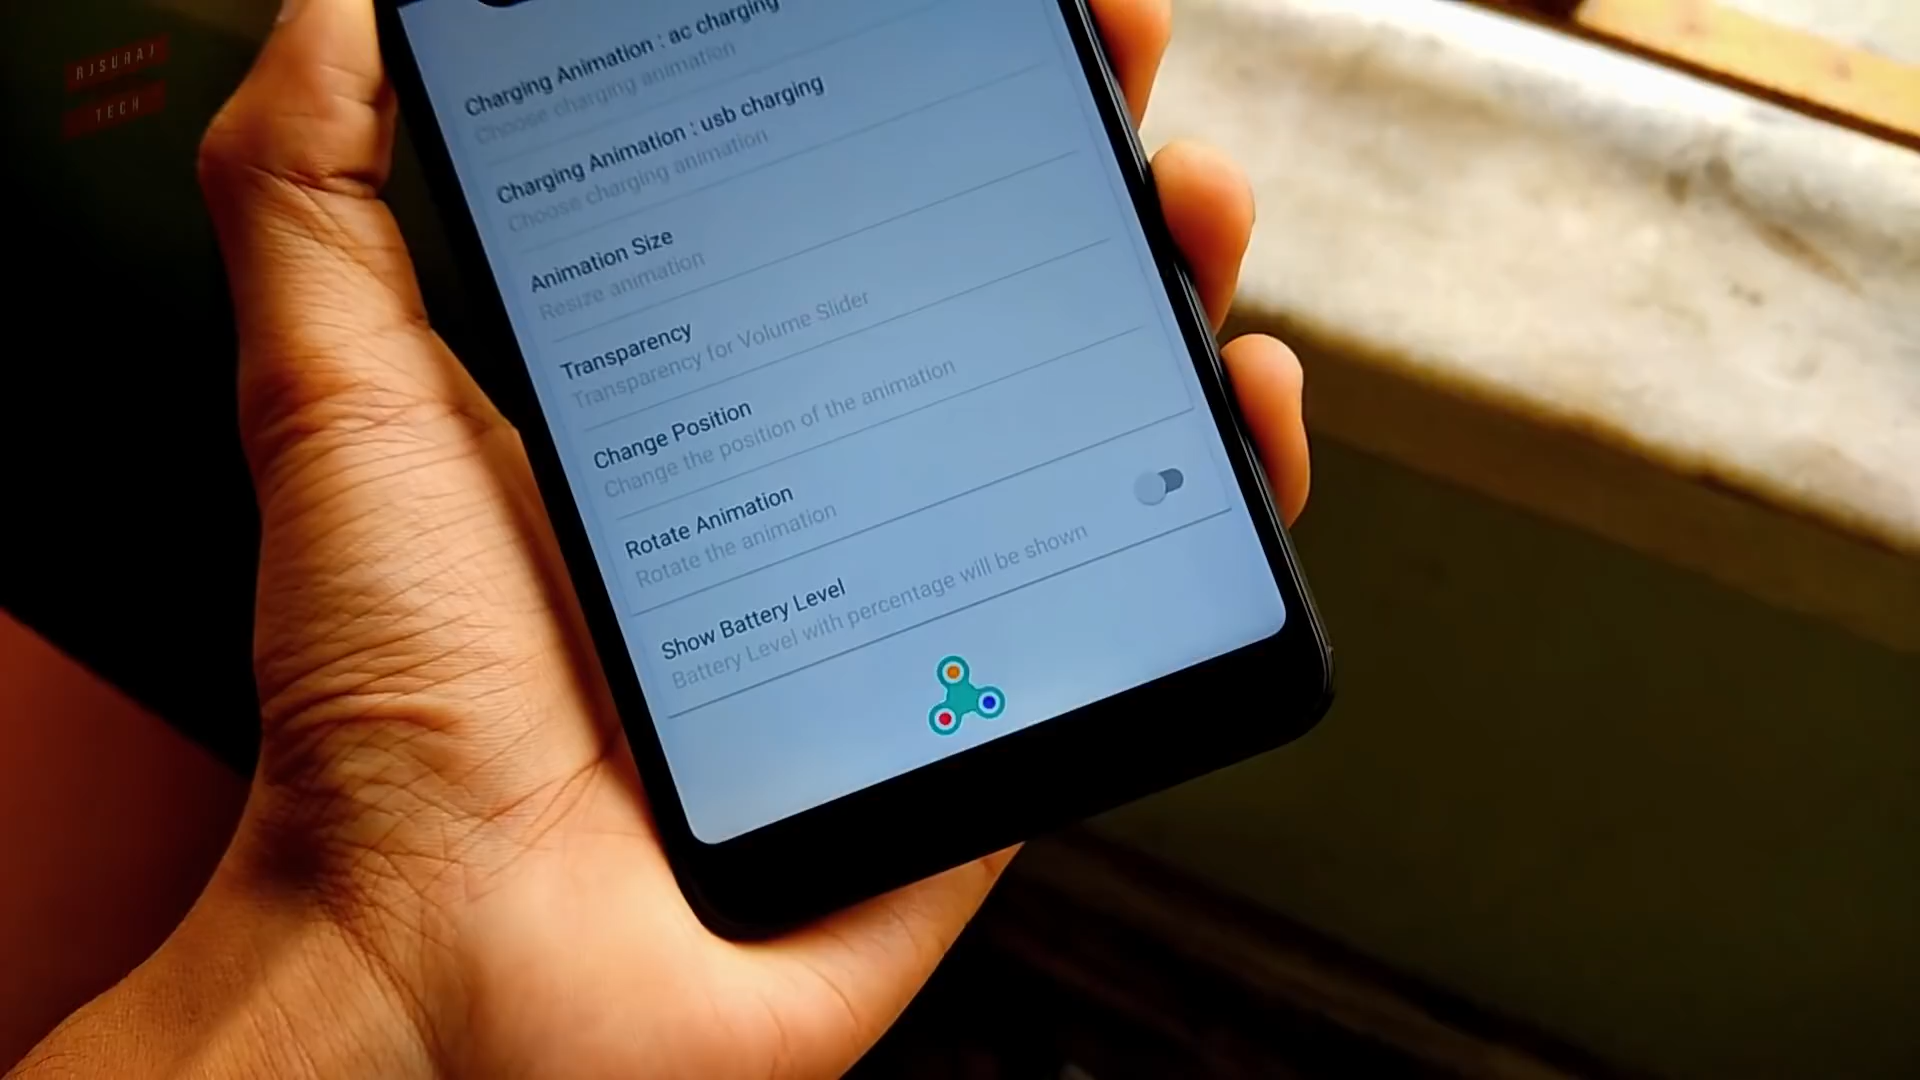 RJSURAJ
TECH
Charging Animation : ac charging
Choose charging animation
Charging Animation : usb charging
Choose charging animation
Animation Size
Resize animation
Transparency
Transparency for Volume Slider
Change Position
Change the position of the animation
Rotate Animation
Rotate the animation
Show Battery Level
Battery Level with percentage will be shown